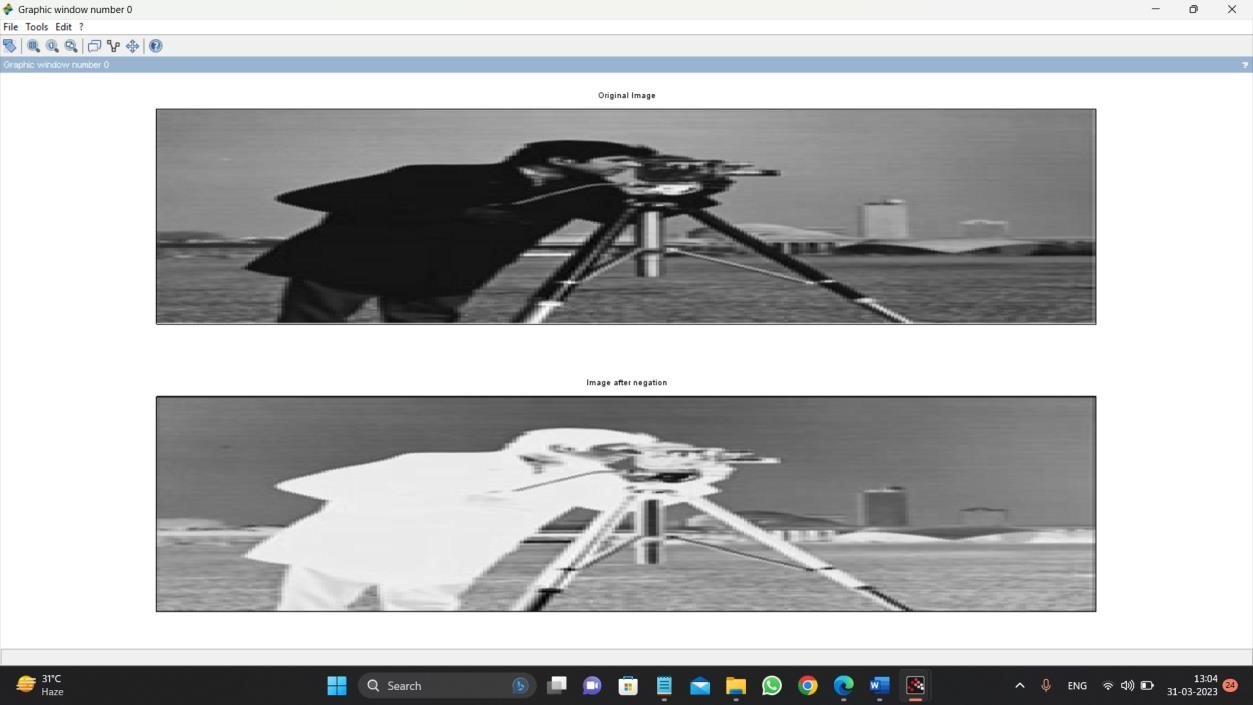 Graphic window number 0
File Tools Edit ?
Graphic window number 0
?
Original Image
Image after negation
31°C
Haze
Search
ENG
13:04
31-03-2023
24